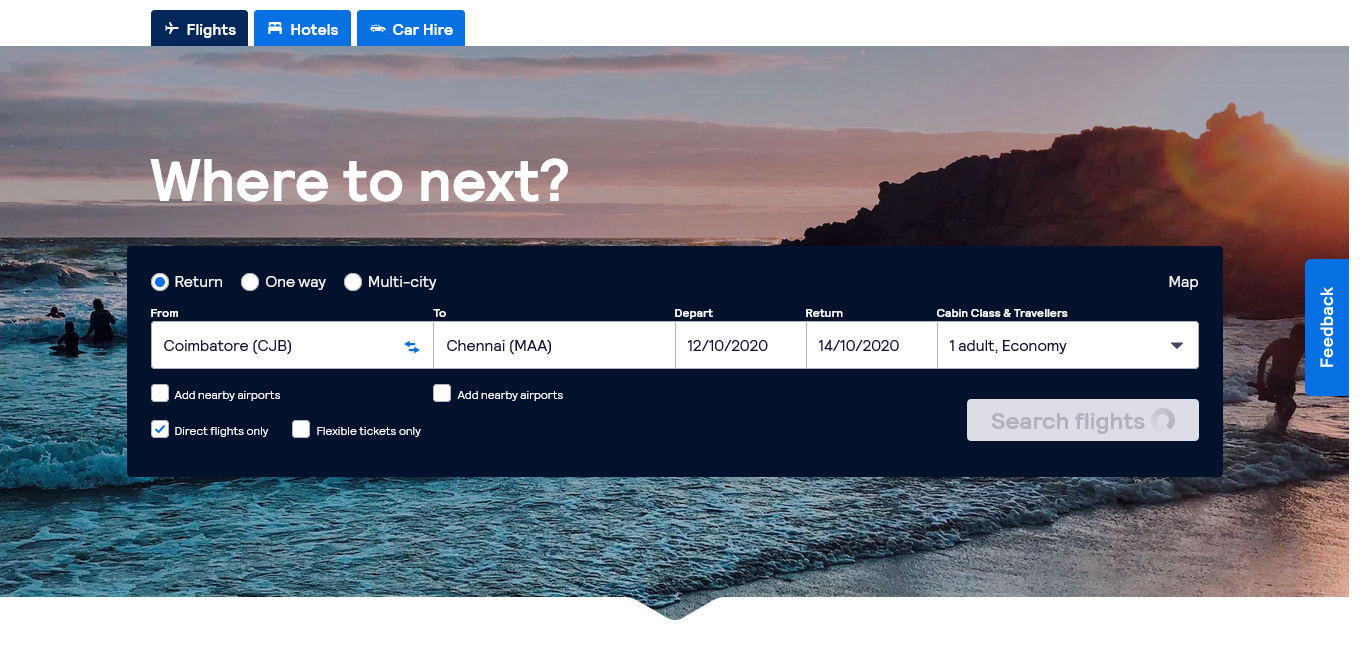 Flights Hotels Car Hire
Where to next?
Return One way Multi-city Map
From To Depart Return Cabin Class & Travellers
Coimbatore (CJB) Chennai (MAA) 12/10/2020 14/10/2020 1 adult, Economy
Add nearby airports Add nearby airports
Direct flights only Flexible tickets only
Search flights
Feedback